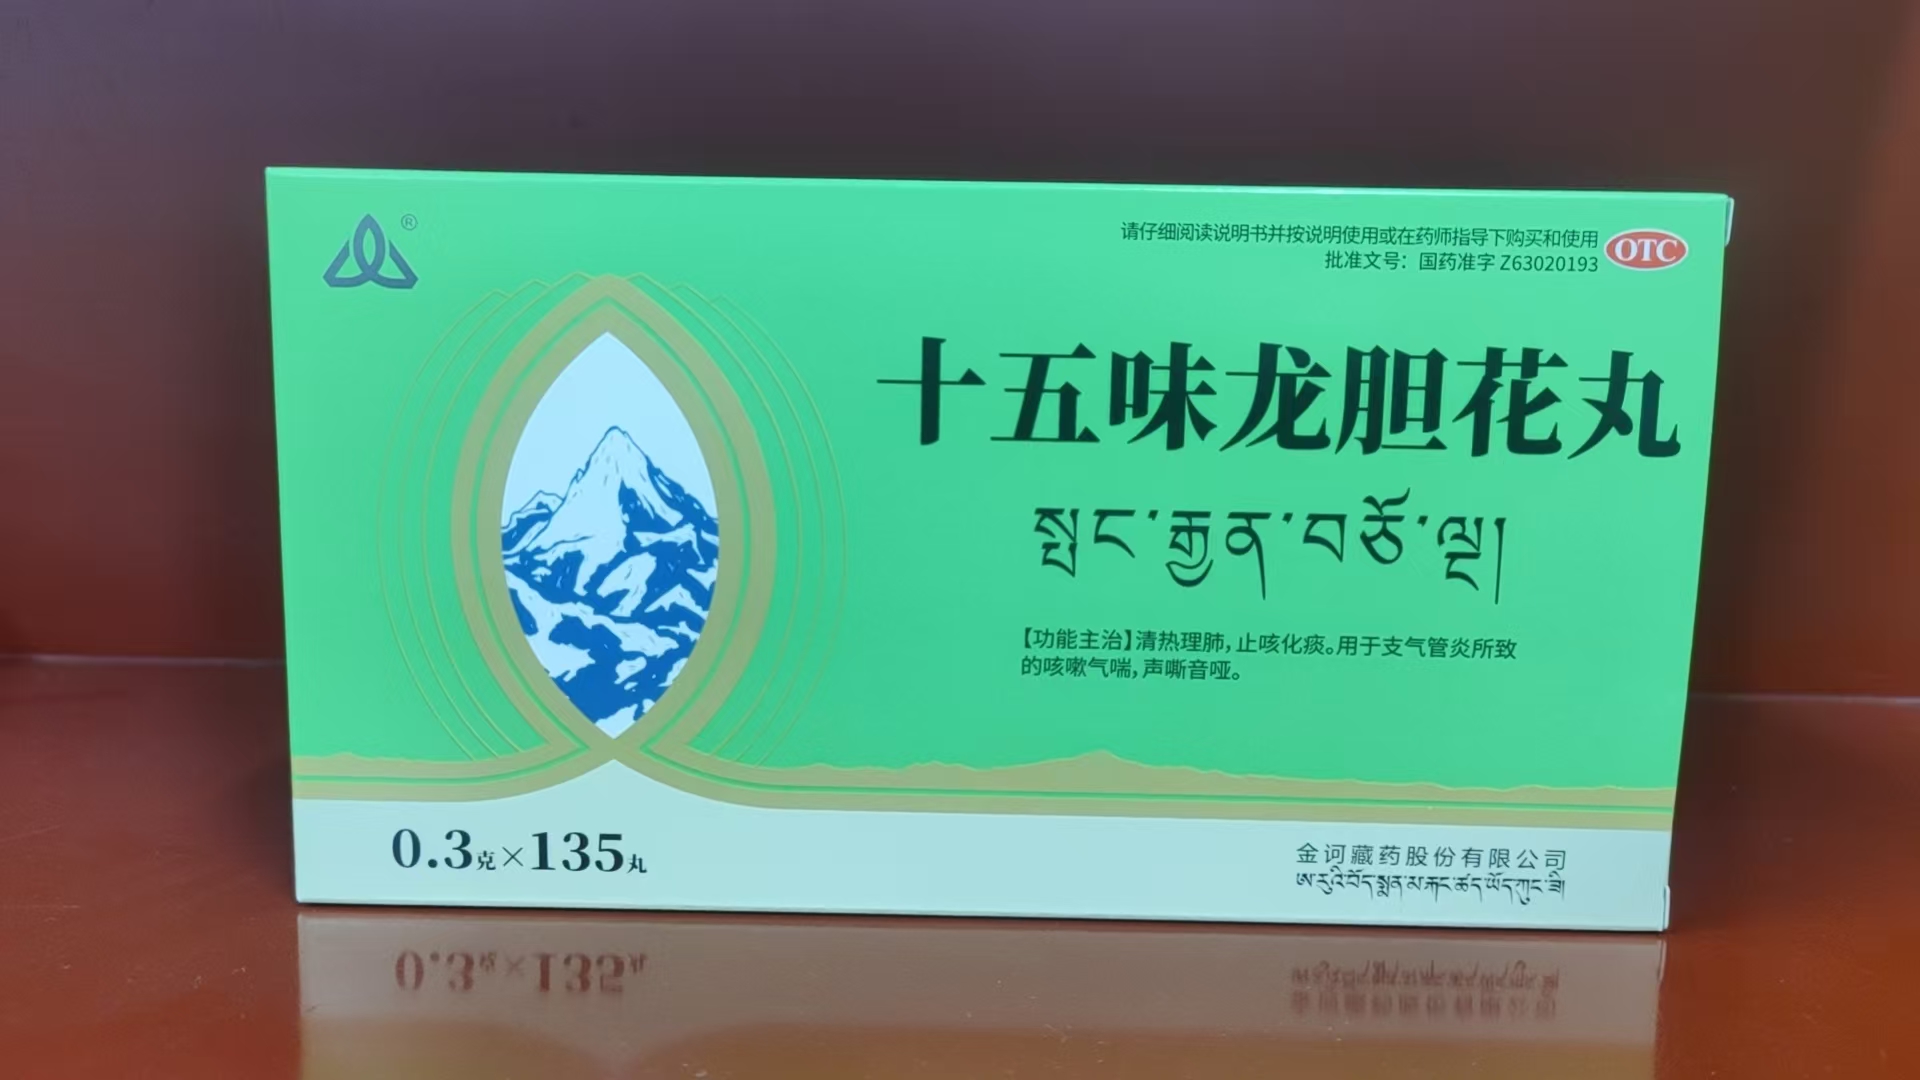 ®
请仔细阅读说明书并按说明使用或在药师指导下购买和使用
批准文号：国药准字 Z63020193
OTC
十五味龙胆花丸
སྤང་རྒྱན་བཅོ་ལྔ།
【功能主治】清热理肺，止咳化痰。用于支气管炎所致
的咳嗽气喘，声嘶音哑。
0.3克×135丸
金诃藏药股份有限公司
ཨ་རུའི་བོད་སྨན་མ་རྐང་ཚད་ཡོད་ཀུང་ཟི།